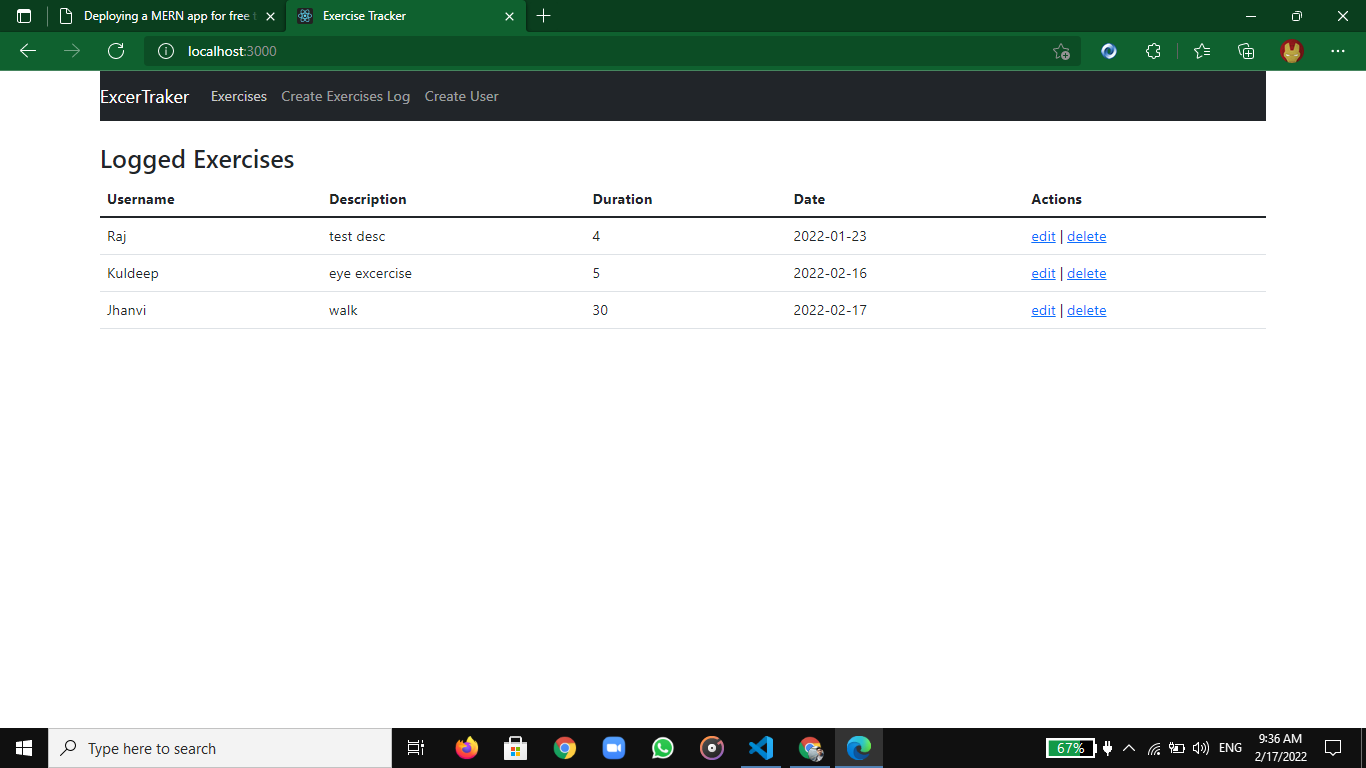 Deploying a MERN app for free t
Exercise Tracker
localhost:3000
ExcerTraker Exercises Create Exercises Log Create User
Logged Exercises
Username Description Duration Date Actions
Raj test desc 4 2022-01-23 edit | delete
Kuldeep eye excercise 5 2022-02-16 edit | delete
Jhanvi walk 30 2022-02-17 edit | delete
Type here to search
67%
ENG
9:36 AM
2/17/2022